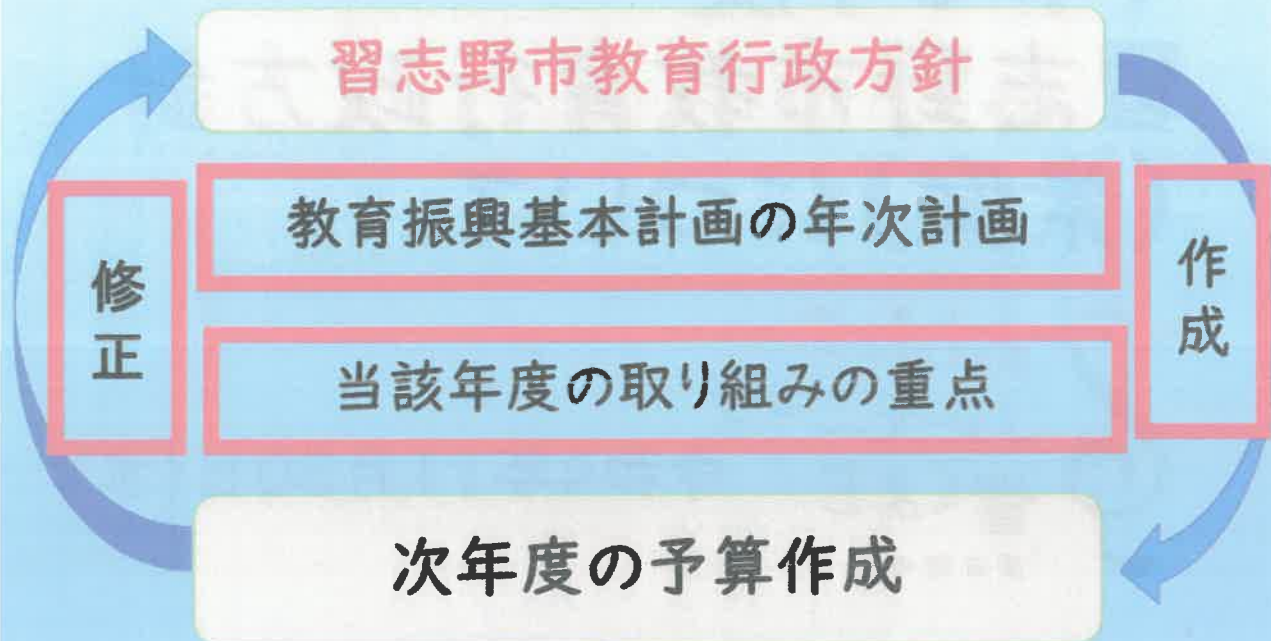 習志野市教育行政方針
教育振興基本計画の年次計画
修正
作成
当該年度の取り組みの重点
次年度の予算作成